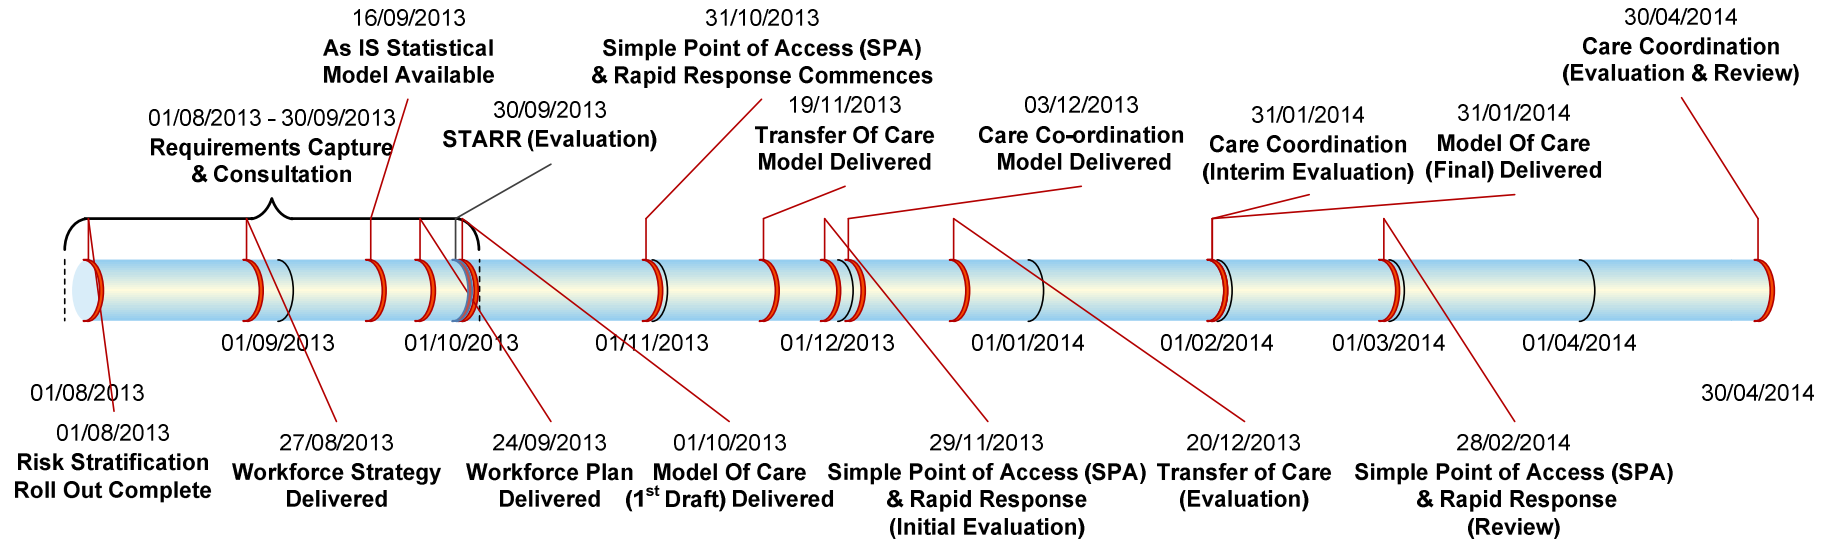 16/09/2013
As IS Statistical
Model Available
31/10/2013
Simple Point of Access (SPA)
& Rapid Response Commences
30/04/2014
Care Coordination
(Evaluation & Review)
01/08/2013 - 30/09/2013
Requirements Capture
& Consultation
30/09/2013
STARR (Evaluation)
19/11/2013
Transfer Of Care
Model Delivered
03/12/2013
Care Co-ordination
Model Delivered
31/01/2014
Care Coordination
(Interim Evaluation)
31/01/2014
Model Of Care
(Final) Delivered
01/09/2013
01/10/2013
01/11/2013
01/12/2013
01/01/2014
01/02/2014
01/03/2014
01/04/2014
01/08/2013
30/04/2014
01/08/2013
Risk Stratification
Roll Out Complete
27/08/2013
Workforce Strategy
Delivered
24/09/2013
Workforce Plan
Delivered
01/10/2013
Model Of Care
(1st Draft) Delivered
29/11/2013
Simple Point of Access (SPA)
& Rapid Response
(Initial Evaluation)
20/12/2013
Transfer of Care
(Evaluation)
28/02/2014
Simple Point of Access (SPA)
& Rapid Response
(Review)